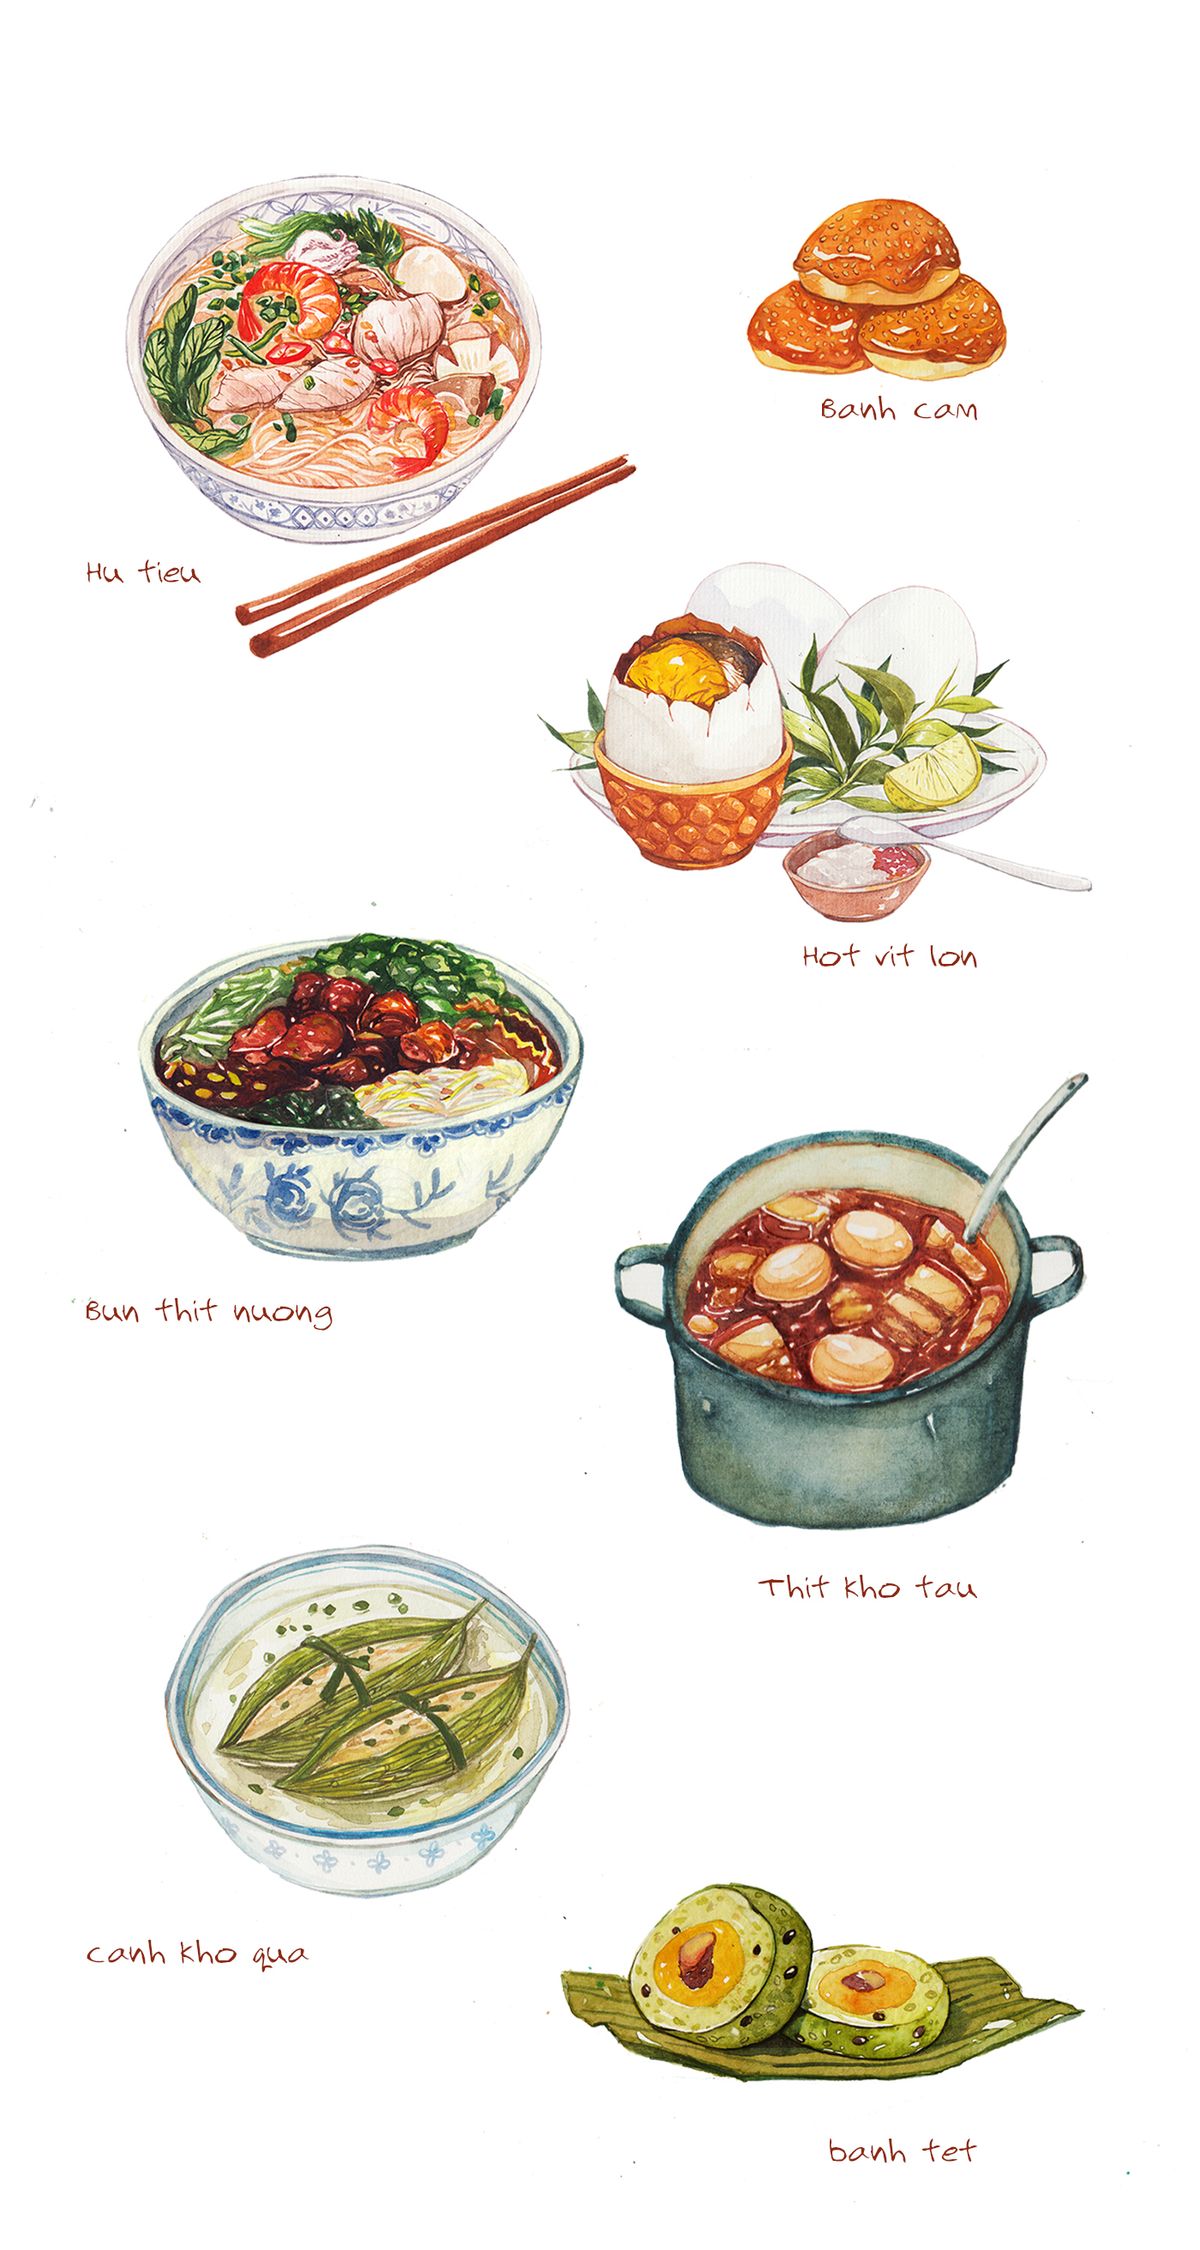 Banh cam
Hu tieu
Hot vit lon
Bun thit nuong
Thit kho tau
canh kho qua
banh tet